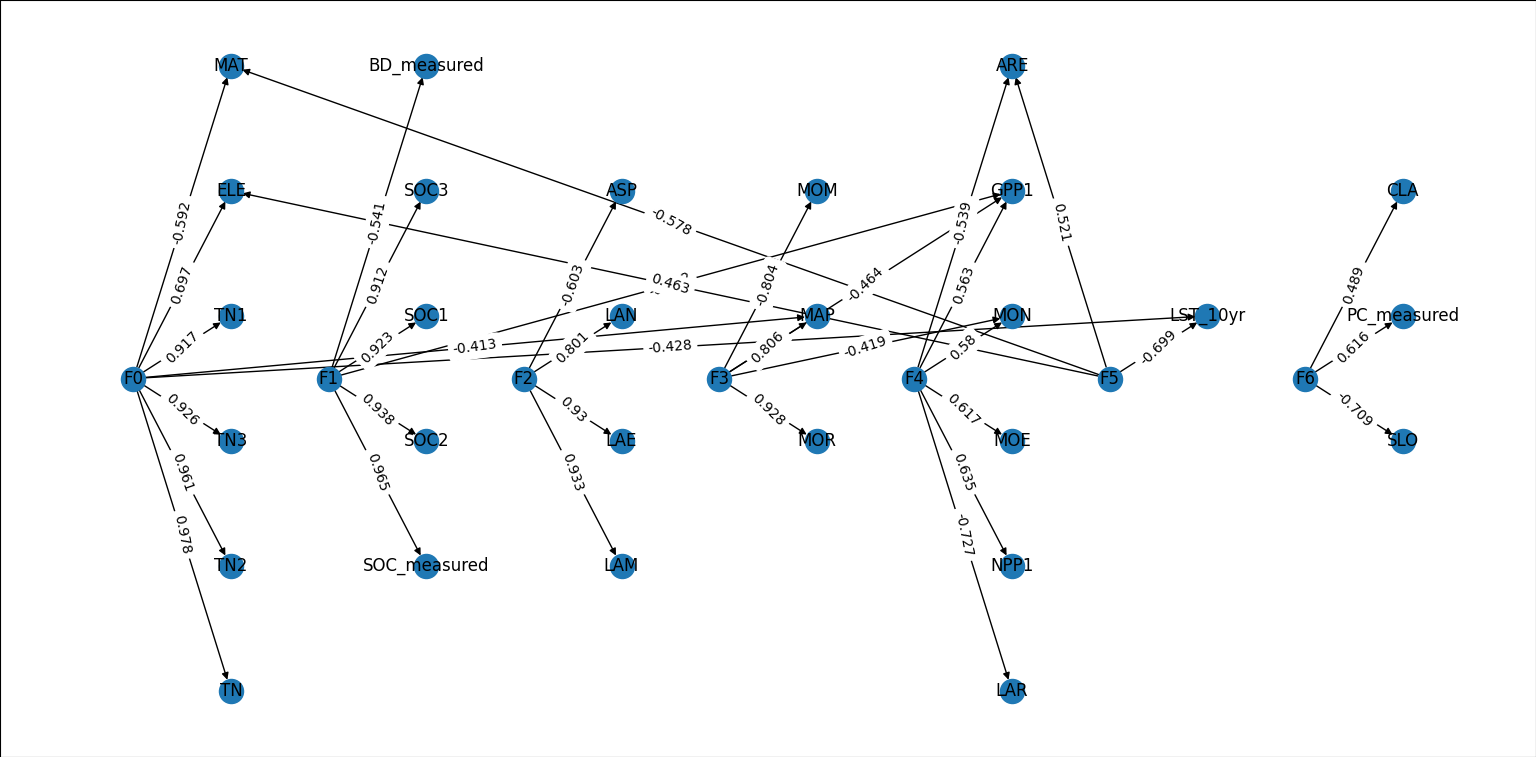 MAT BD_measured ARE
-0.592 -0.541 -0.578 -0.539 0.521
ELE SOC3 ASP MOM GPP1 CLA
0.697 0.912 -0.603 0.463 -0.804 -0.464 0.563 0.489
TN1 SOC1 LAN MAP MON LST_10yr PC_measured
0.917 0.923 -0.413 0.801 -0.428 0.806 -0.419 0.58 -0.699 0.616
F0 F1 F2 F3 F4 F5 F6
0.926 0.938 0.93 0.928 0.617 -0.709
TN3 SOC2 LAE MOR MOE SLO
0.961 0.965 0.933 0.635
0.978 -0.727
TN2 SOC_measured LAM NPP1
TN LAR